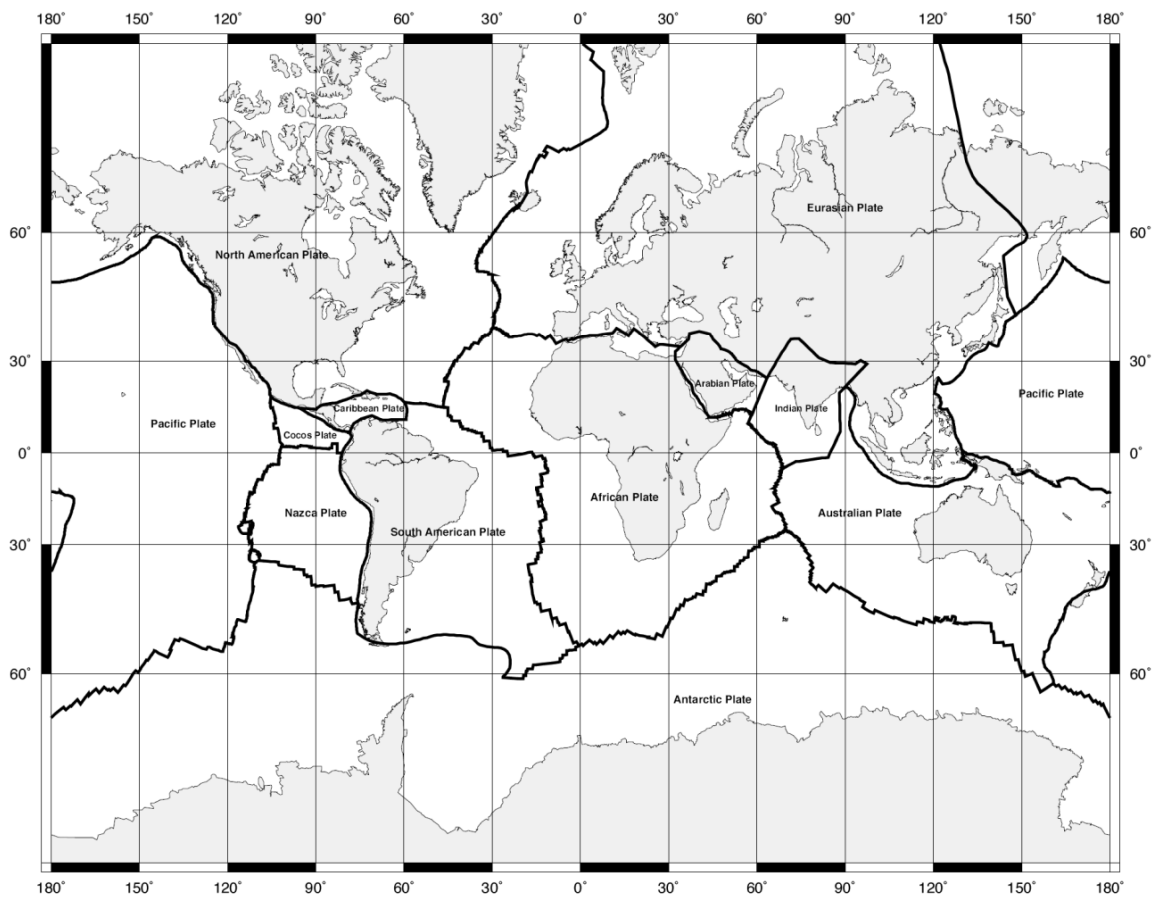 180˚ 150˚ 120˚ 90˚ 60˚ 30˚ 0˚ 30˚ 60˚ 90˚ 120˚ 150˚ 180˚
Eurasian Plate
60˚ 60˚
North American Plate
30˚ 30˚
Arabian Plate
Pacific Plate
Caribbean Plate
Indian Plate
Pacific Plate
Cocos Plate
0˚ 0˚
African Plate
Nazca Plate
Australian Plate
South American Plate
30˚ 30˚
60˚ 60˚
Antarctic Plate
180˚ 150˚ 120˚ 90˚ 60˚ 30˚ 0˚ 30˚ 60˚ 90˚ 120˚ 150˚ 180˚